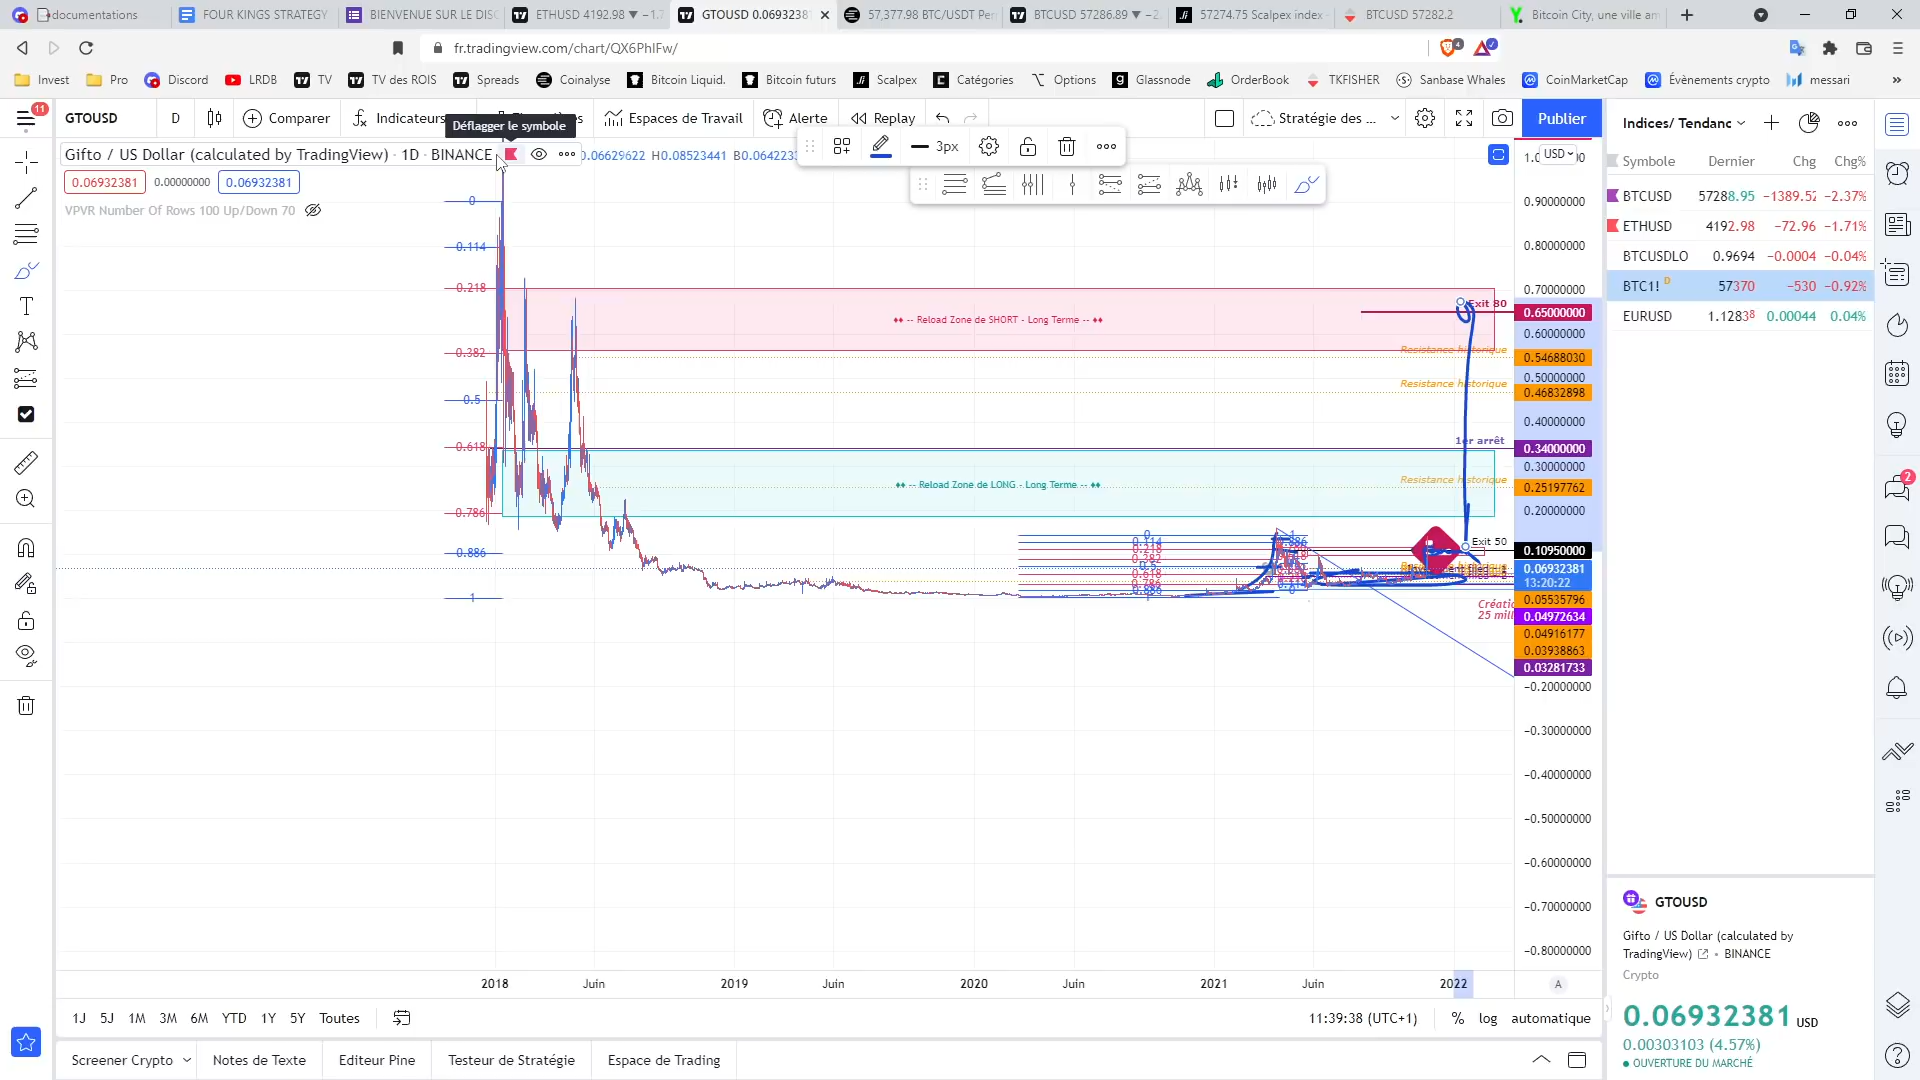 documentations
FOUR KINGS STRATEGY
BIENVENUE SUR LE DISC
ETHUSD 4192.98 ▼ −1.7
GTOUSD 0.0693238
57,377.98 BTC/USDT Per
BTCUSD 57286.89 ▼ −2.
57274.75 Scalpex index
BTCUSD 57282.2
Bitcoin City, une ville am
fr.tradingview.com/chart/QX6PhlFw/
4
Invest
Pro
Discord
LRDB
TV
TV des ROIS
Spreads
Coinalyse
Bitcoin Liquid.
Bitcoin futurs
Scalpex
Catégories
Options
Glassnode
OrderBook
TKFISHER
Sanbase Whales
CoinMarketCap
Évènements crypto
messari
11
GTOUSD
D
Comparer
Indicateurs
Espaces de Travail
Alerte
Replay
Stratégie des ...
Publier
Déflagger le symbole
Gifto / US Dollar (calculated by TradingView) · 1D · BINANCE
0.06629622 H0.08523441 B0.0642233
3px
0.06932381
0.00000000
0.06932381
VPVR Number Of Rows 100 Up/Down 70
USD
0.90000000
0.80000000
0.70000000
0.65000000
0.60000000
0.54688030
0.50000000
0.46832898
0.40000000
0.34000000
0.30000000
0.25197762
0.20000000
0.10950000
0.06932381
13:20:22
0.05535796
0.04972634
0.04916177
0.03938863
0.03281733
−0.20000000
−0.30000000
−0.40000000
−0.50000000
−0.60000000
−0.70000000
−0.80000000
0
0.114
0.218
0.382
0.5
0.618
0.786
0.886
1
-- Reload Zone de SHORT - Long Terme --
Exit 80
Resistance historique
Resistance historique
1er arrêt
Resistance historique
-- Reload Zone de LONG - Long Terme --
Exit 50
Créatio
25 mill
2018
Juin
2019
Juin
2020
Juin
2021
Juin
2022
A
1J
5J
1M
3M
6M
YTD
1Y
5Y
Toutes
11:39:38 (UTC+1)
%
log
automatique
Screener Crypto
Notes de Texte
Editeur Pine
Testeur de Stratégie
Espace de Trading
Indices/ Tendanc
Symbole Dernier Chg Chg%
BTCUSD 57288.95 −1389.52 −2.37%
ETHUSD 4192.98 −72.96 −1.71%
BTCUSDLO 0.9694 −0.0004 −0.04%
BTC1! D 57370 −530 −0.92%
EURUSD 1.12838 0.00044 0.04%
2
GTOUSD
Gifto / US Dollar (calculated by
TradingView) • BINANCE
Crypto
0.06932381 USD
0.00303103 (4.57%)
OUVERTURE DU MARCHÉ